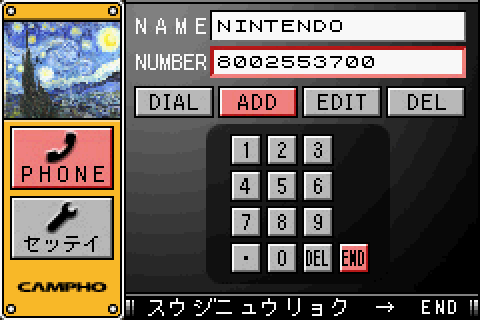 NAME NINTENDO
NUMBER 8002553700
DIAL ADD EDIT DEL
PHONE
セッテイ
CAMPHO
1 2 3
4 5 6
7 8 9
・ 0 DEL END
スウジニュウリョク → END